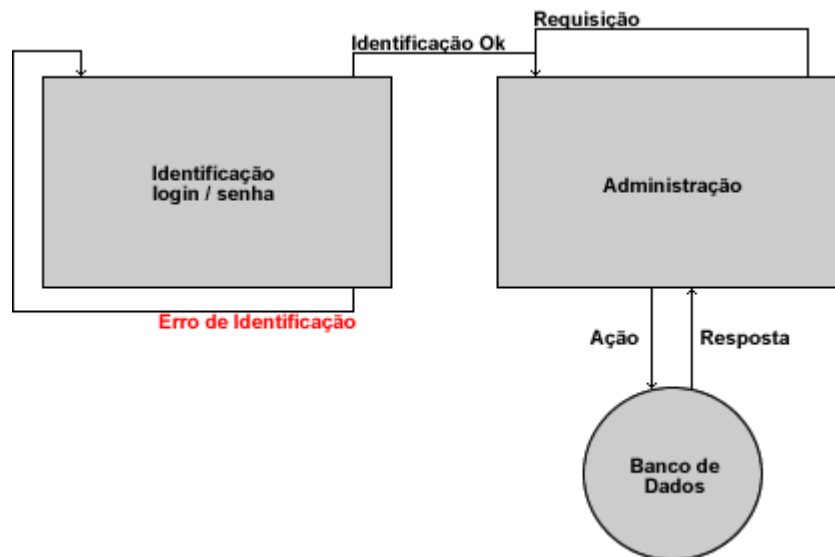 Requisição
Identificação Ok
Identificação
login / senha
Administração
Erro de Identificação
Ação
Resposta
Banco de
Dados